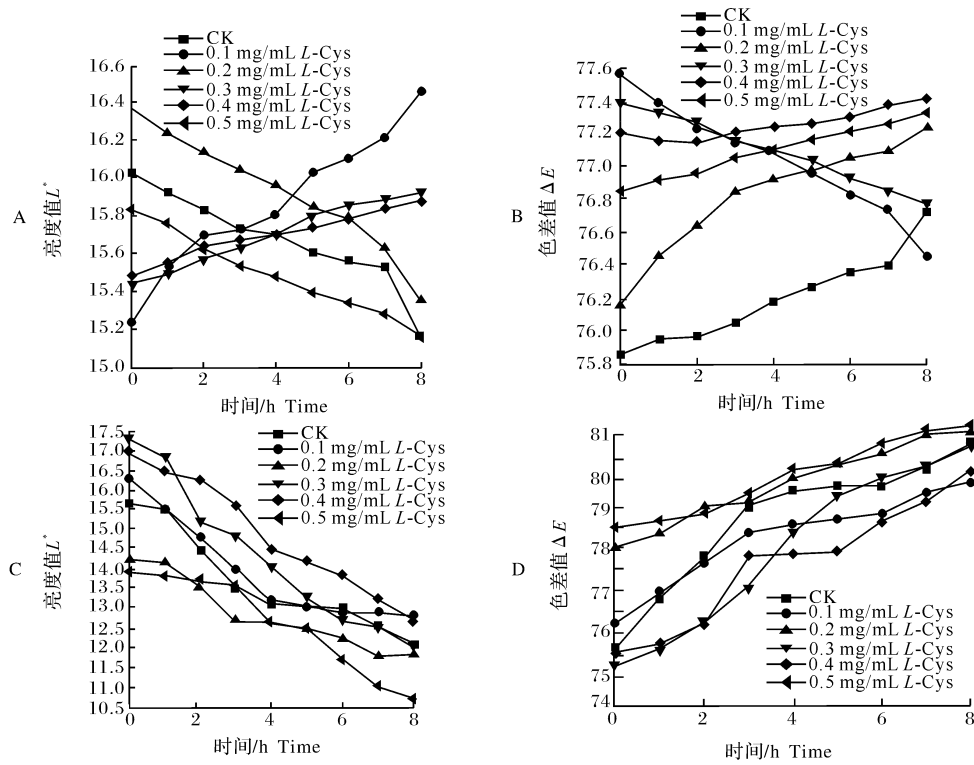 CK
0.1 mg/mL L-Cys
0.2 mg/mL L-Cys
0.3 mg/mL L-Cys
0.4 mg/mL L-Cys
0.5 mg/mL L-Cys
16.6
16.4
16.2
16.0
15.8
15.6
15.4
15.2
15.0
亮度值L*
A
0 2 4 6 8
时间/h Time
CK
0.1 mg/mL L-Cys
0.2 mg/mL L-Cys
0.3 mg/mL L-Cys
0.4 mg/mL L-Cys
0.5 mg/mL L-Cys
77.6
77.4
77.2
77.0
76.8
76.6
76.4
76.2
76.0
75.8
色差值ΔE
B
0 2 4 6 8
时间/h Time
CK
0.1 mg/mL L-Cys
0.2 mg/mL L-Cys
0.3 mg/mL L-Cys
0.4 mg/mL L-Cys
0.5 mg/mL L-Cys
17.5
17.0
16.5
16.0
15.5
15.0
14.5
14.0
13.5
13.0
12.5
12.0
11.5
11.0
10.5
亮度值L*
C
0 2 4 6 8
时间/h Time
81
80
79
78
77
76
75
74
色差值ΔE
D
CK
0.1 mg/mL L-Cys
0.2 mg/mL L-Cys
0.3 mg/mL L-Cys
0.4 mg/mL L-Cys
0.5 mg/mL L-Cys
0 2 4 6 8
时间/h Time